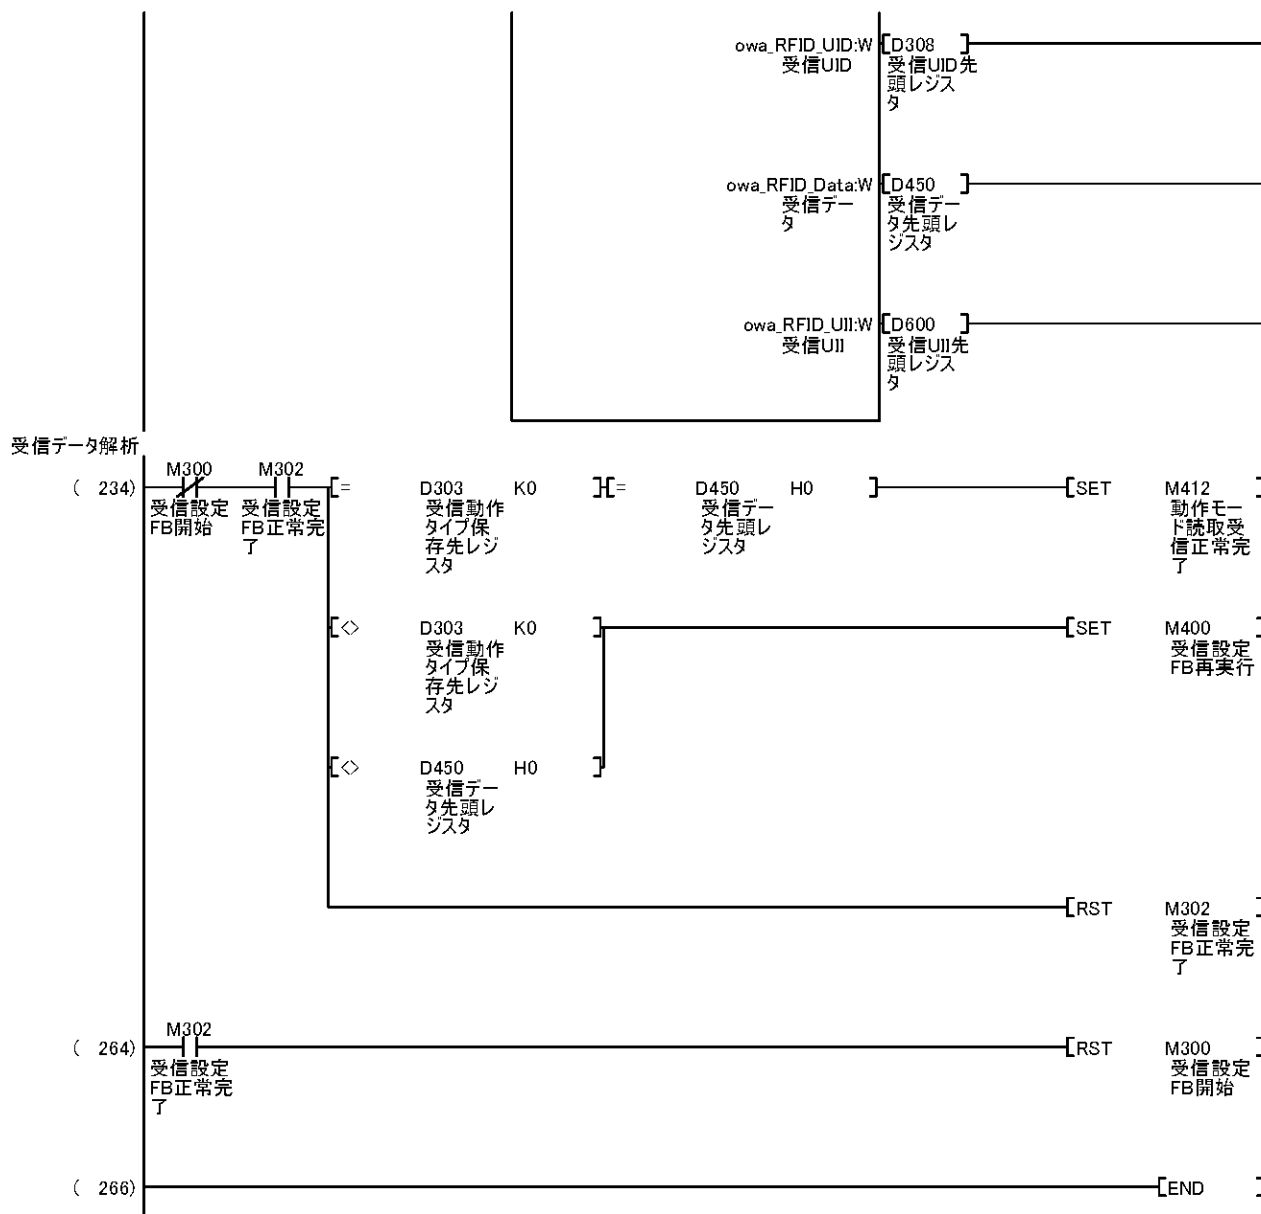 owa_RFID_UID:W [D308 ]
受信UID
受信UID先
頭レジス
タ
owa_RFID_Data:W [D450 ]
受信デー
タ
受信デー
タ先頭レ
ジスタ
owa_RFID_UII:W [D600 ]
受信UII
受信UII先
頭レジス
タ
受信データ解析
( 234)
M300
受信設定
FB開始
M302
受信設定
FB正常完
了
[= D303 K0 ]
受信動作
タイプ保
存先レジ
スタ
[= D450 H0 ]
受信デー
タ先頭レ
ジスタ
[SET M412 ]
動作モー
ド読取受
信正常完
了
[<> D303 K0 ]
受信動作
タイプ保
存先レジ
スタ
[SET M400 ]
受信設定
FB再実行
[<> D450 H0 ]
受信デー
タ先頭レ
ジスタ
[RST M302 ]
受信設定
FB正常完
了
( 264)
M302
受信設定
FB正常完
了
[RST M300 ]
受信設定
FB開始
( 266)
[END ]